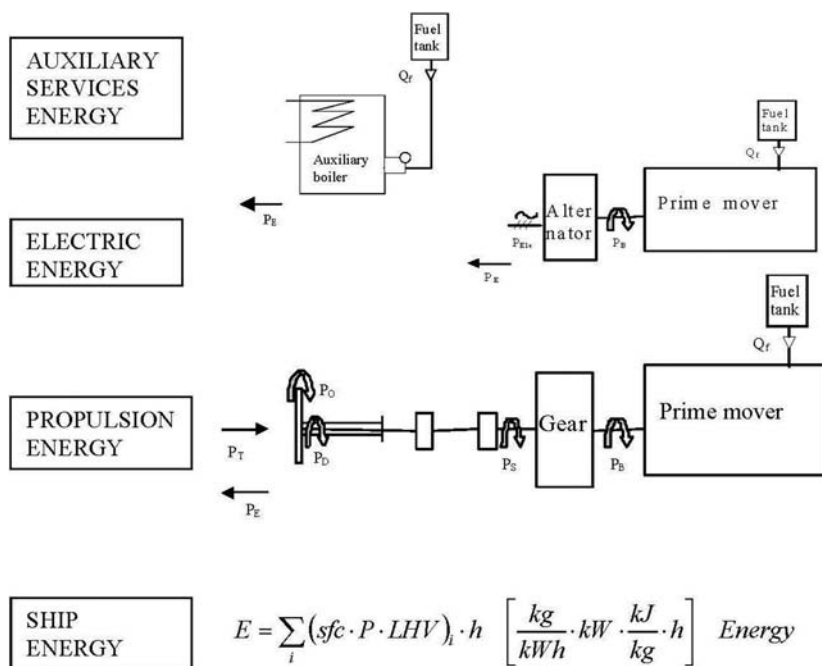 Fuel
tank
AUXILIARY
SERVICES
ENERGY
Q_f
Auxiliary
boiler
P_E
Fuel
tank
Q_f
Prime mover
Alter
nator
P_B
P_E
ELECTRIC
ENERGY
Fuel
tank
Q_f
PROPULSION
ENERGY
P_O
P_D
P_T
P_E
P_S
Gear
P_B
Prime mover
SHIP
ENERGY
E = ∑_i (sfc · P · LHV)_i · h [kg/kWh · kW · kJ/kg · h] Energy